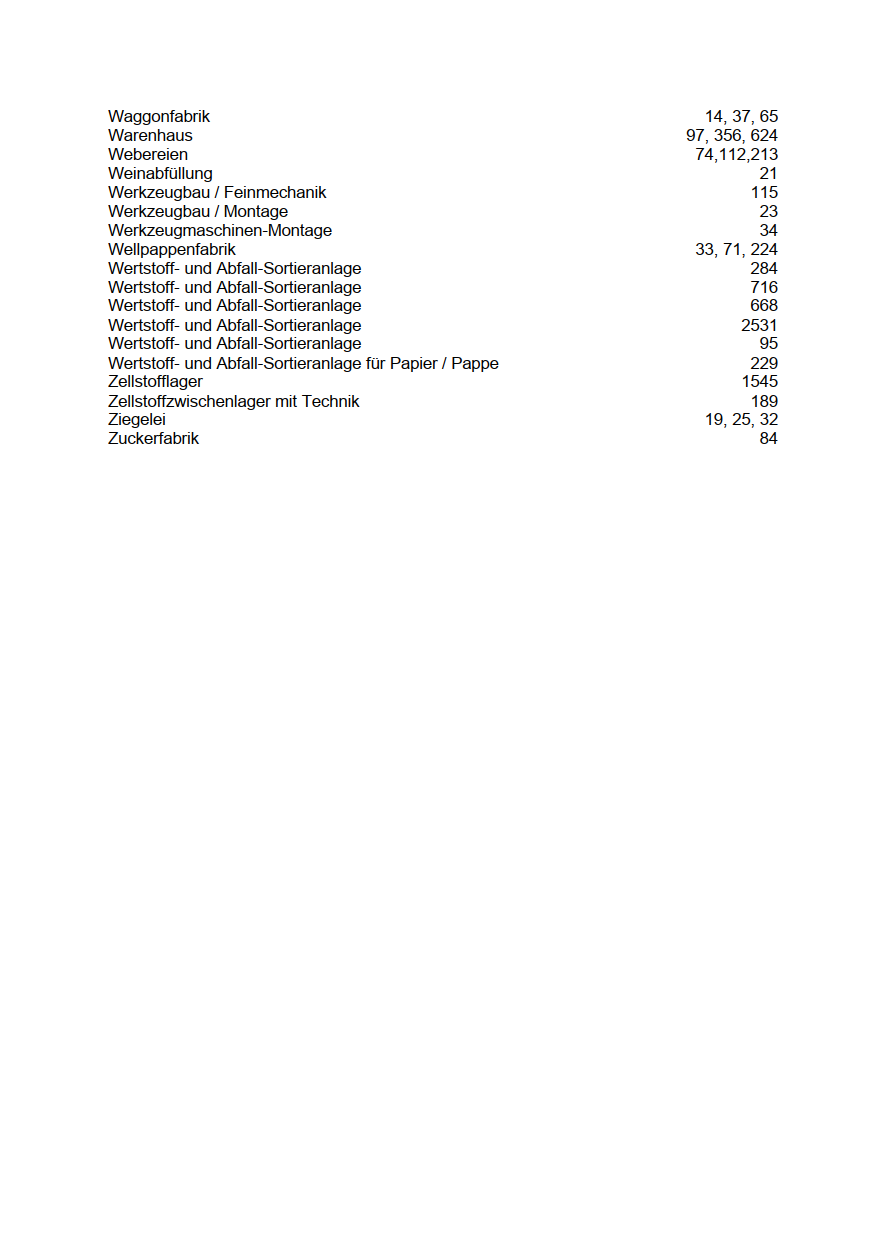 Waggonfabrik 14, 37, 65
Warenhaus 97, 356, 624
Webereien 74,112,213
Weinabfüllung 21
Werkzeugbau / Feinmechanik 115
Werkzeugbau / Montage 23
Werkzeugmaschinen-Montage 34
Wellpappenfabrik 33, 71, 224
Wertstoff- und Abfall-Sortieranlage 284
Wertstoff- und Abfall-Sortieranlage 716
Wertstoff- und Abfall-Sortieranlage 668
Wertstoff- und Abfall-Sortieranlage 2531
Wertstoff- und Abfall-Sortieranlage 95
Wertstoff- und Abfall-Sortieranlage für Papier / Pappe 229
Zellstofflager 1545
Zellstoffzwischenlager mit Technik 189
Ziegelei 19, 25, 32
Zuckerfabrik 84